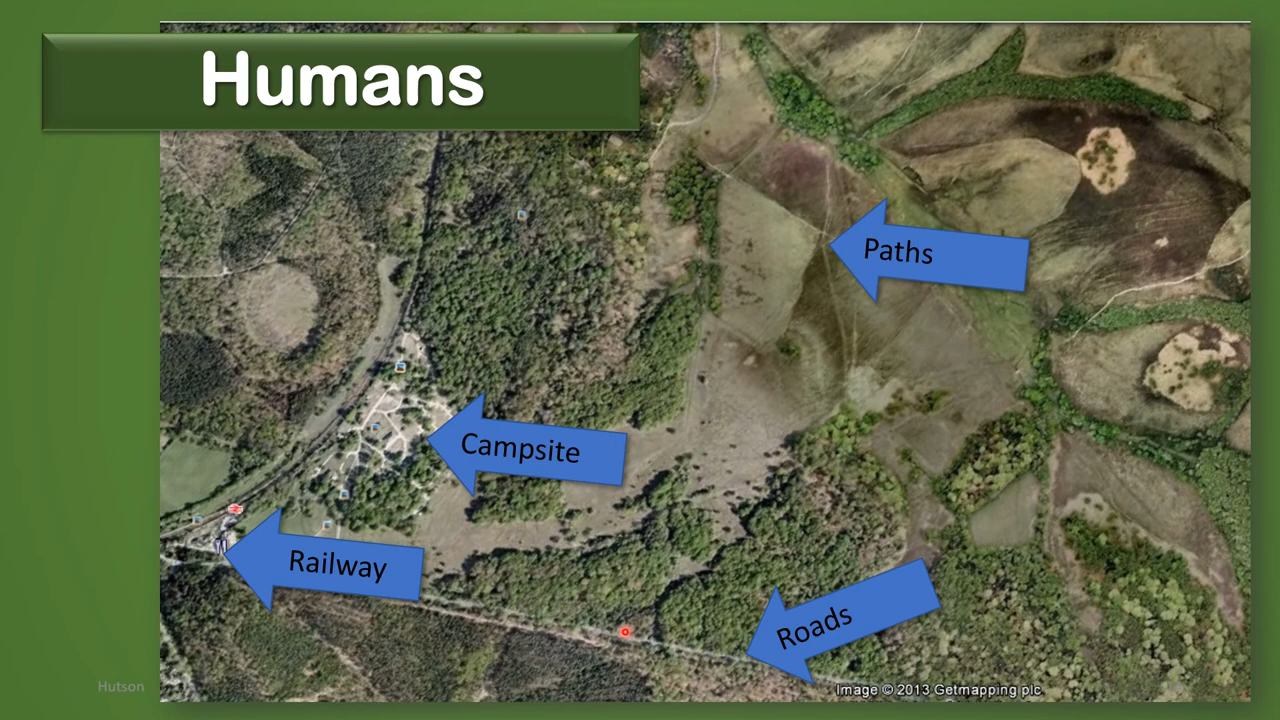 Humans
Paths
Campsite
Railway
Roads
Hutson
Image © 2013 Getmapping plc